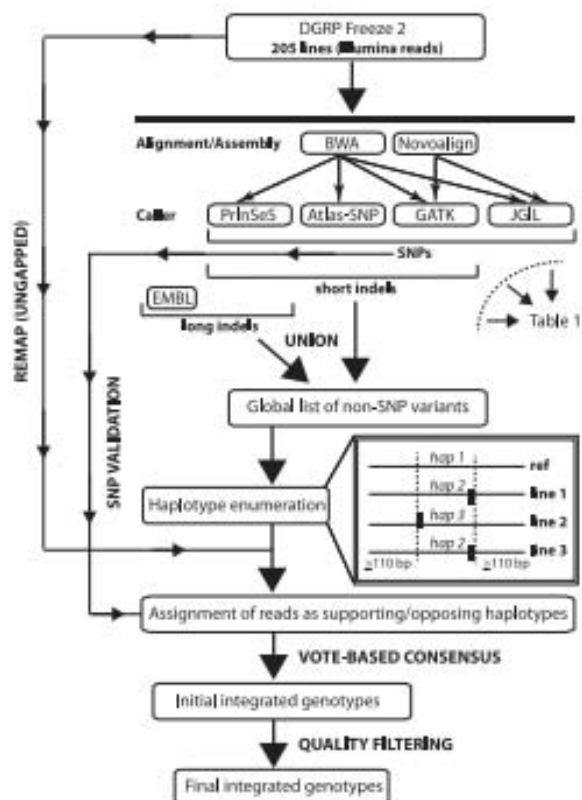 DGRP Freeze 2
205 lines (Illumina reads)
Alignment/Assembly
BWA
Novoalign
Caller
PrInSeS
Atlas-SNP
GATK
JGIL
SNPs
short indels
EMBL
long indels
UNION
Table 1
REMAP (UNGAPPED)
SNP VALIDATION
Global list of non-SNP variants
Haplotype enumeration
hap 1
ref
hap 2
line 1
hap 3
line 2
hap 2
line 3
≥110 bp
≥110 bp
Assignment of reads as supporting/opposing haplotypes
VOTE-BASED CONSENSUS
Initial integrated genotypes
QUALITY FILTERING
Final integrated genotypes